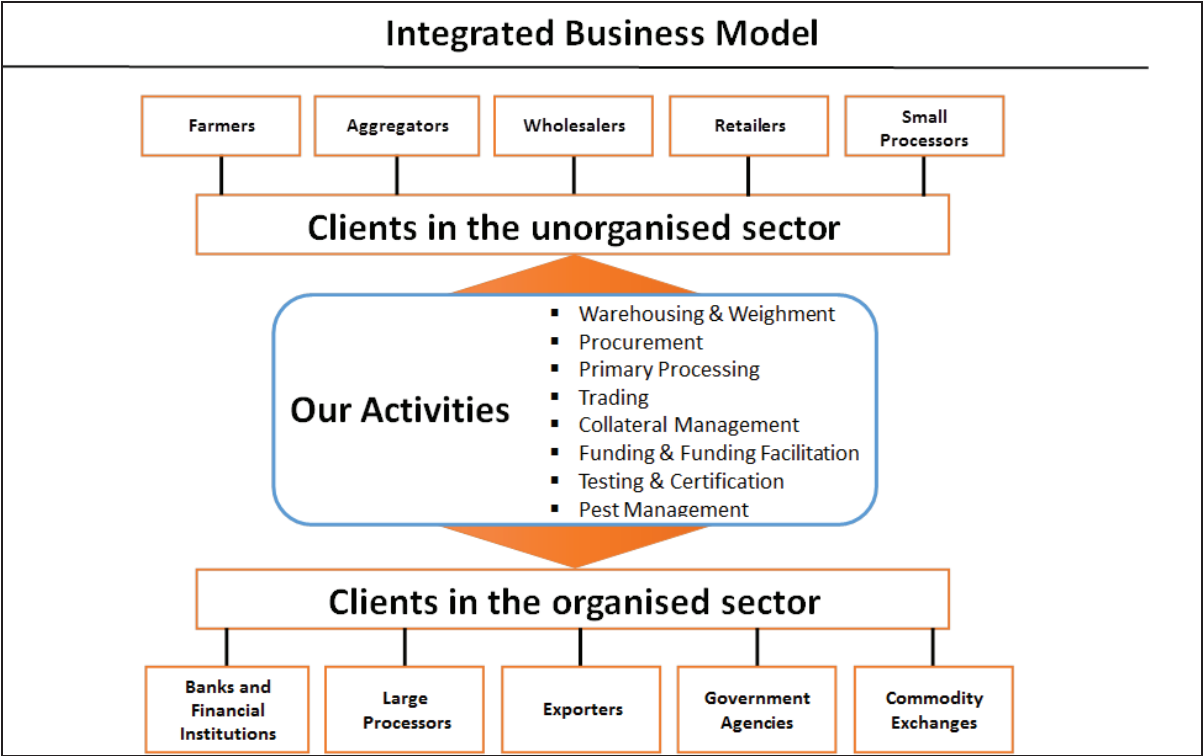 Integrated Business Model
Farmers
Aggregators
Wholesalers
Retailers
Small
Processors
Clients in the unorganised sector
Our Activities
▪ Warehousing & Weighment
▪ Procurement
▪ Primary Processing
▪ Trading
▪ Collateral Management
▪ Funding & Funding Facilitation
▪ Testing & Certification
▪ Pest Management
Clients in the organised sector
Banks and
Financial
Institutions
Large
Processors
Exporters
Government
Agencies
Commodity
Exchanges